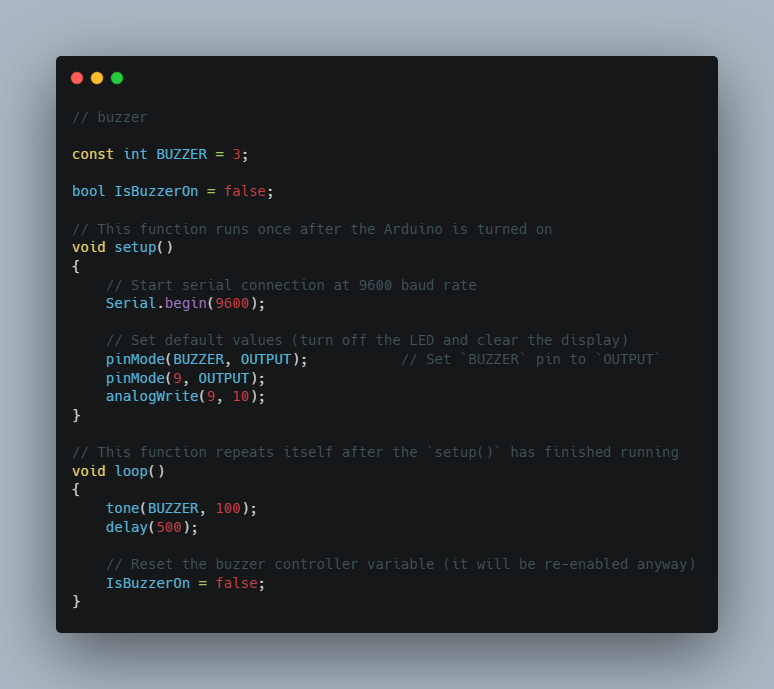 // buzzer
const int BUZZER = 3;
bool IsBuzzerOn = false;
// This function runs once after the Arduino is turned on
void setup()
{
    // Start serial connection at 9600 baud rate
    Serial.begin(9600);
    // Set default values (turn off the LED and clear the display)
    pinMode(BUZZER, OUTPUT);           // Set `BUZZER` pin to `OUTPUT`
    pinMode(9, OUTPUT);
    analogWrite(9, 10);
}
// This function repeats itself after the `setup()` has finished running
void loop()
{
    tone(BUZZER, 100);
    delay(500);
    // Reset the buzzer controller variable (it will be re-enabled anyway)
    IsBuzzerOn = false;
}